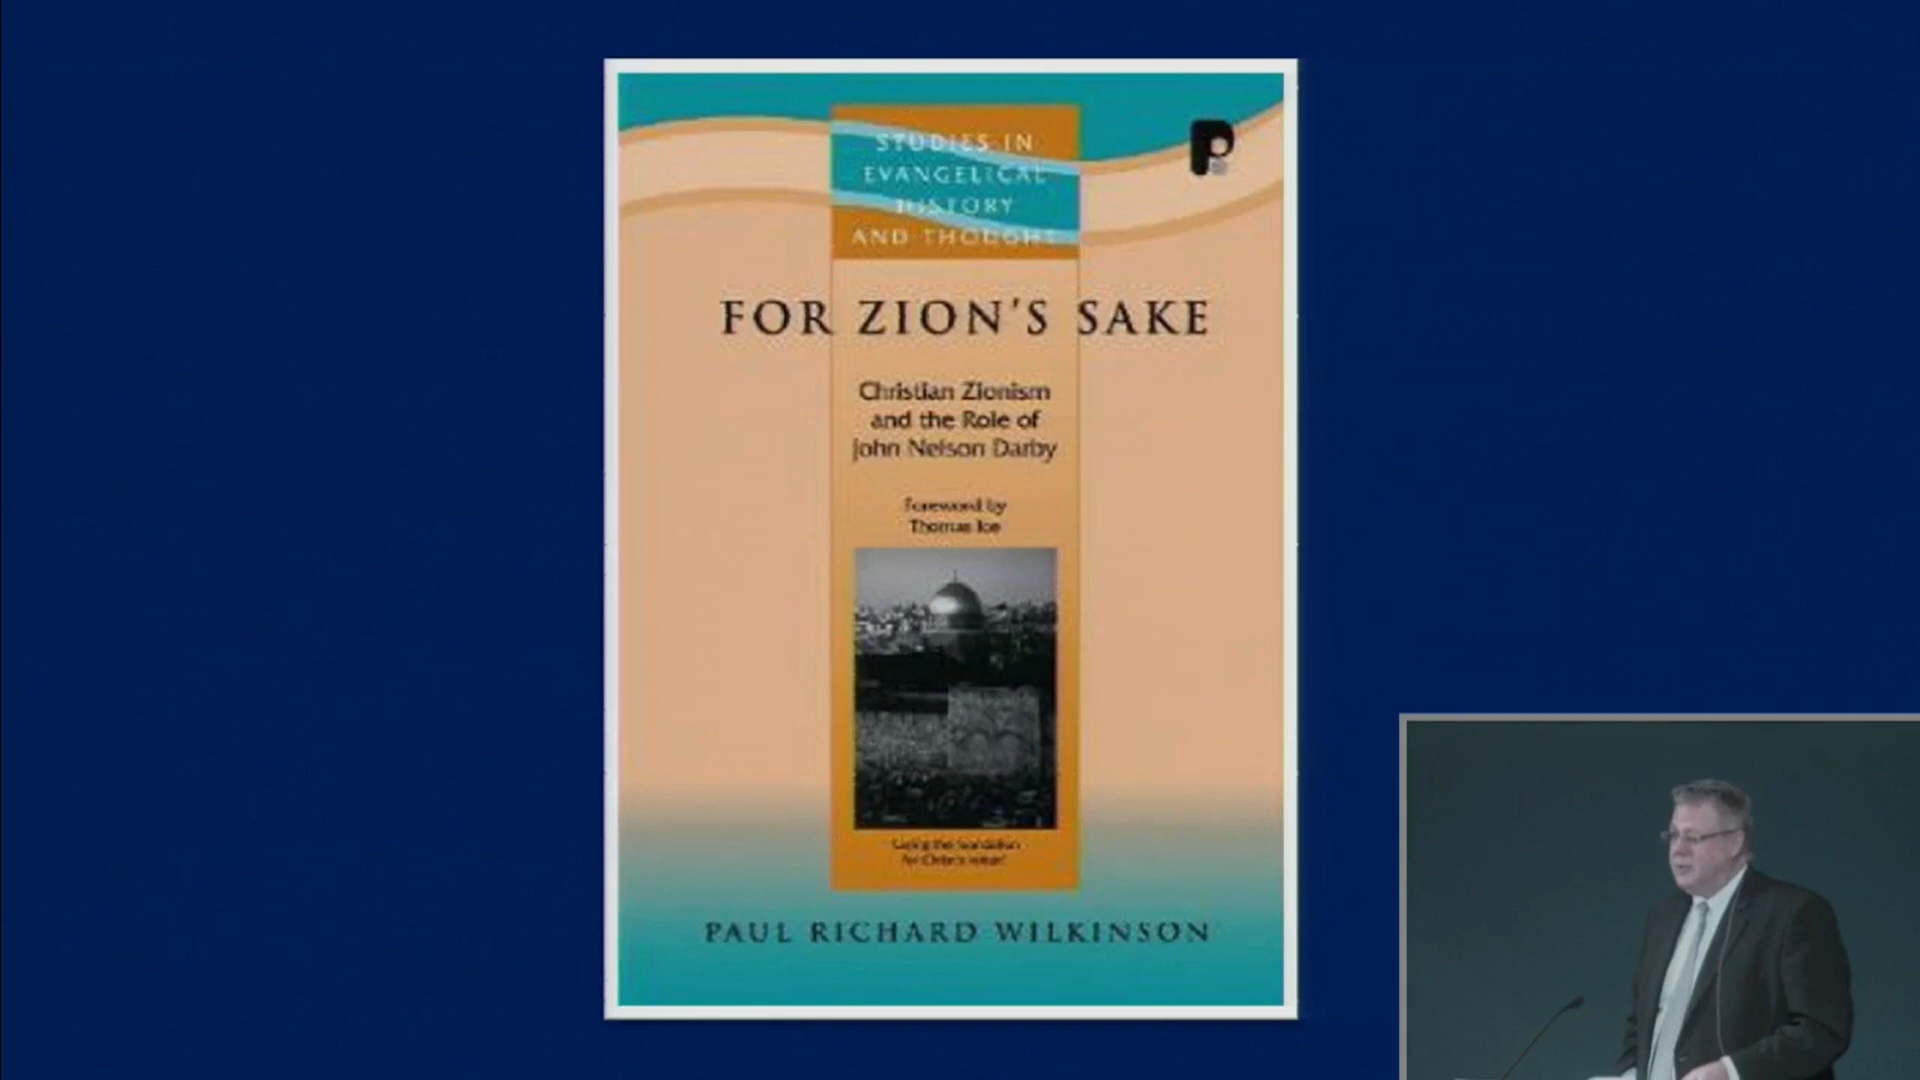 STUDIES IN
EVANGELICAL
HISTORY
AND THOUGHT
FOR ZION'S SAKE
Christian Zionism
and the Role of
John Nelson Darby
Foreword by
Thomas Ice
PAUL RICHARD WILKINSON